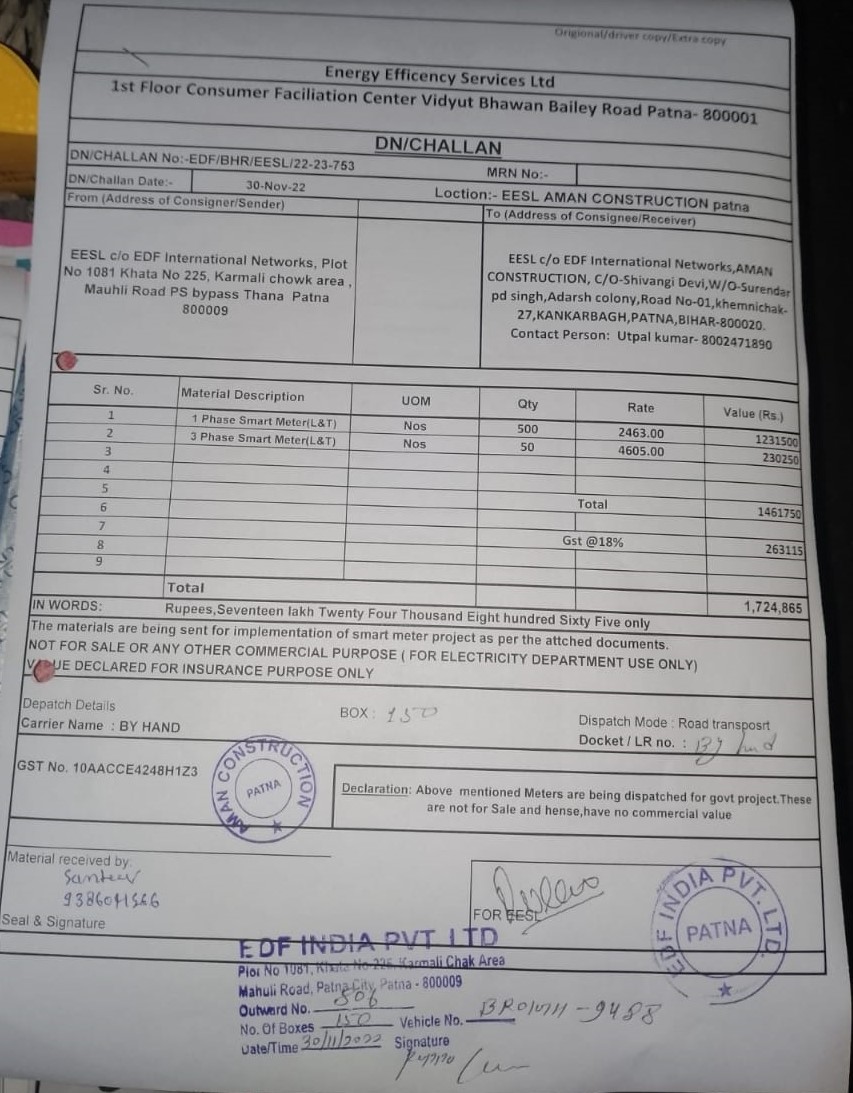 Origional/driver copy/Extra copy
Energy Efficency Services Ltd
1st Floor Consumer Faciliation Center Vidyut Bhawan Bailey Road Patna- 800001
DN/CHALLAN
DN/CHALLAN No:-EDF/BHR/EESL/22-23-753
MRN No:-
DN/Challan Date:- 30-Nov-22
Loction:- EESL AMAN CONSTRUCTION patna
From (Address of Consigner/Sender)
To (Address of Consignee/Receiver)
EESL c/o EDF International Networks, Plot
No 1081 Khata No 225, Karmali chowk area ,
Mauhli Road PS bypass Thana Patna
800009
EESL c/o EDF International Networks,AMAN
CONSTRUCTION, C/O-Shivangi Devi,W/O-Surendar
pd singh,Adarsh colony,Road No-01,khemnichak-
27,KANKARBAGH,PATNA,BIHAR-800020.
Contact Person: Utpal kumar- 8002471890
Sr. No. Material Description UOM Qty Rate Value (Rs.)
1 1 Phase Smart Meter(L&T) Nos 500 2463.00 1231500
2 3 Phase Smart Meter(L&T) Nos 50 4605.00 230250
3
4
5
6 Total 1461750
7
8 Gst @18% 263115
9
Total 1,724,865
IN WORDS: Rupees,Seventeen lakh Twenty Four Thousand Eight hundred Sixty Five only
The materials are being sent for implementation of smart meter project as per the attched documents.
NOT FOR SALE OR ANY OTHER COMMERCIAL PURPOSE ( FOR ELECTRICITY DEPARTMENT USE ONLY)
UE DECLARED FOR INSURANCE PURPOSE ONLY
Depatch Details
BOX : 150
Dispatch Mode : Road transposrt
Carrier Name : BY HAND
Docket / LR no. : By hand
GST No. 10AACCE4248H1Z3
AMAN CONSTRUCTION
PATNA
Declaration: Above mentioned Meters are being dispatched for govt project.These
are not for Sale and hense,have no commercial value
Material received by
Seal & Signature
FOR EESL
EDF INDIA PVT. LTD.
PATNA
EDF INDIA PVT LTD
Plot No 1081, Khata No-226, Karmali Chak Area
Mahuli Road, Patna City, Patna - 800009
Outward No. 806
No. Of Boxes 150 Vehicle No.
Date/Time 30/11/2022 Signature